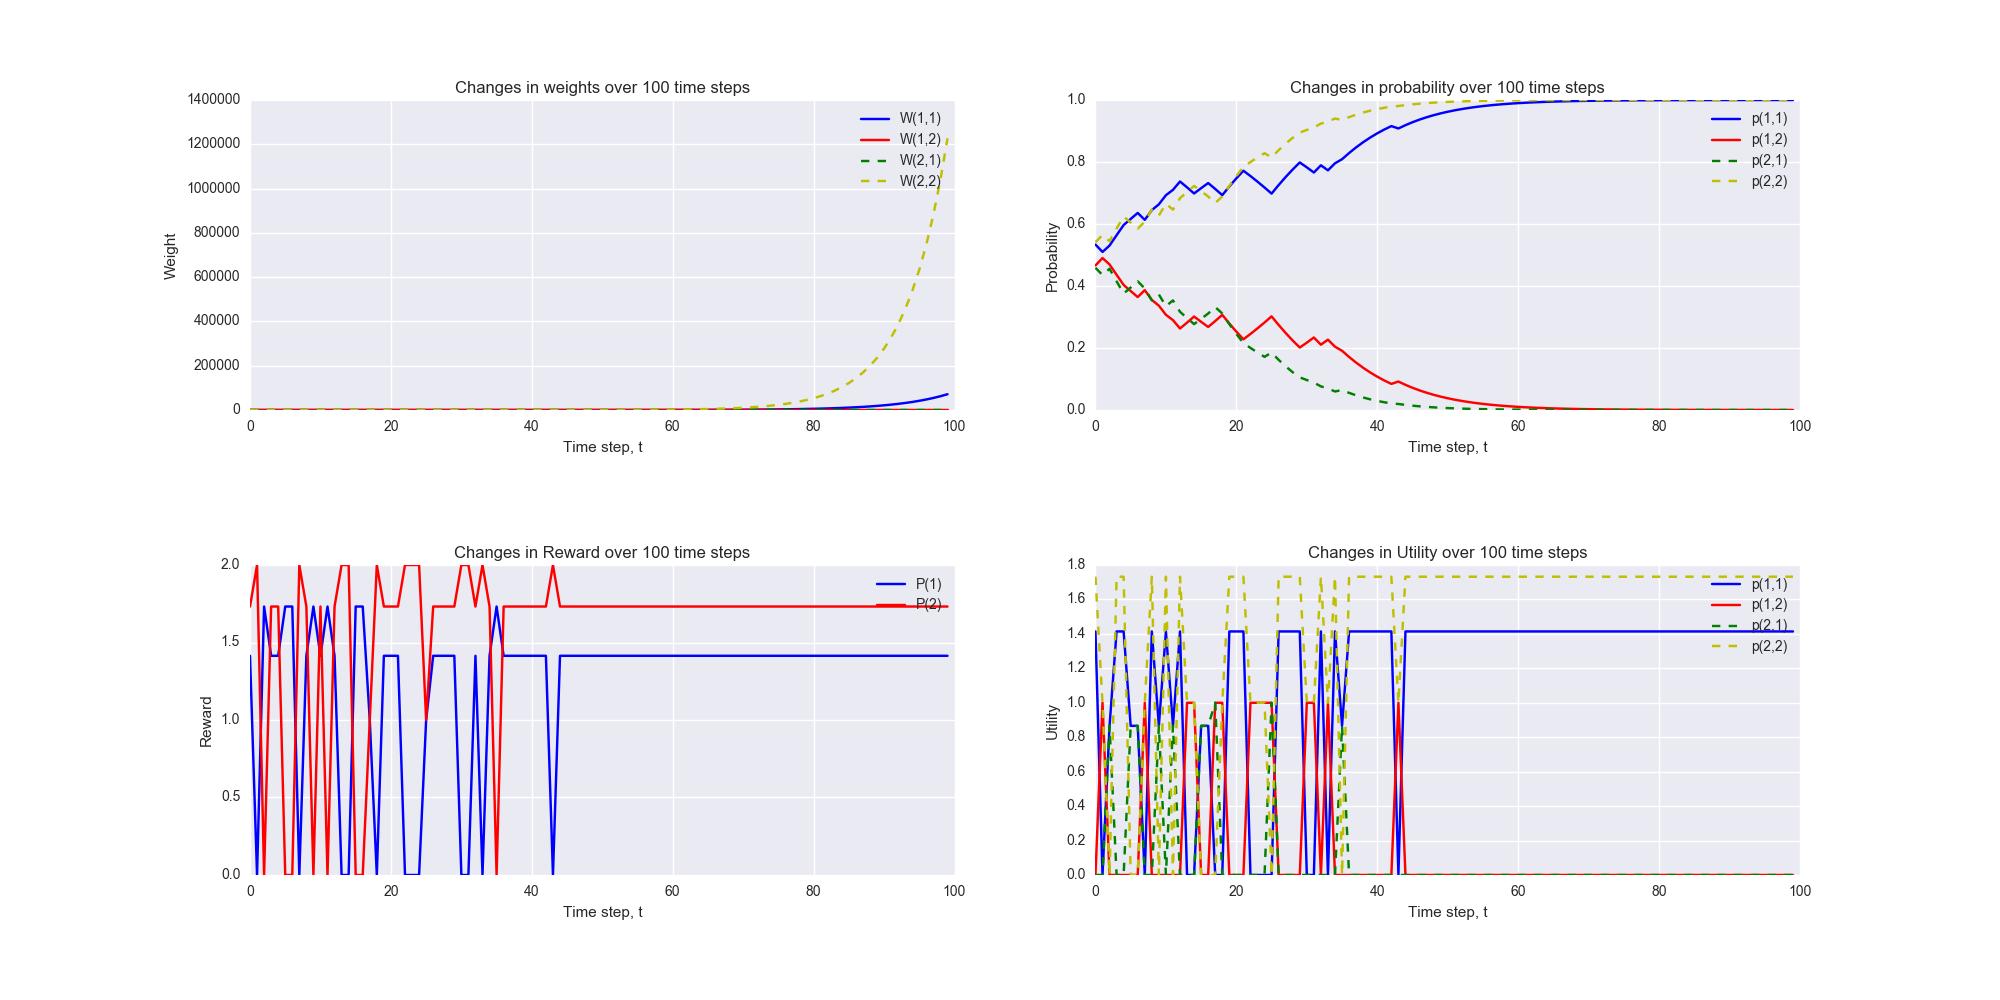 Changes in weights over 100 time steps
1400000
1200000
1000000
800000
600000
400000
200000
0
Weight
W(1,1)
W(1,2)
W(2,1)
W(2,2)
0 20 40 60 80 100
Time step, t
Changes in probability over 100 time steps
1.0
0.8
0.6
0.4
0.2
0.0
Probability
p(1,1)
p(1,2)
p(2,1)
p(2,2)
0 20 40 60 80 100
Time step, t
Changes in Reward over 100 time steps
2.0
1.5
1.0
0.5
0.0
Reward
P(1)
P(2)
0 20 40 60 80 100
Time step, t
Changes in Utility over 100 time steps
1.8
1.6
1.4
1.2
1.0
0.8
0.6
0.4
0.2
0.0
Utility
p(1,1)
p(1,2)
p(2,1)
p(2,2)
0 20 40 60 80 100
Time step, t